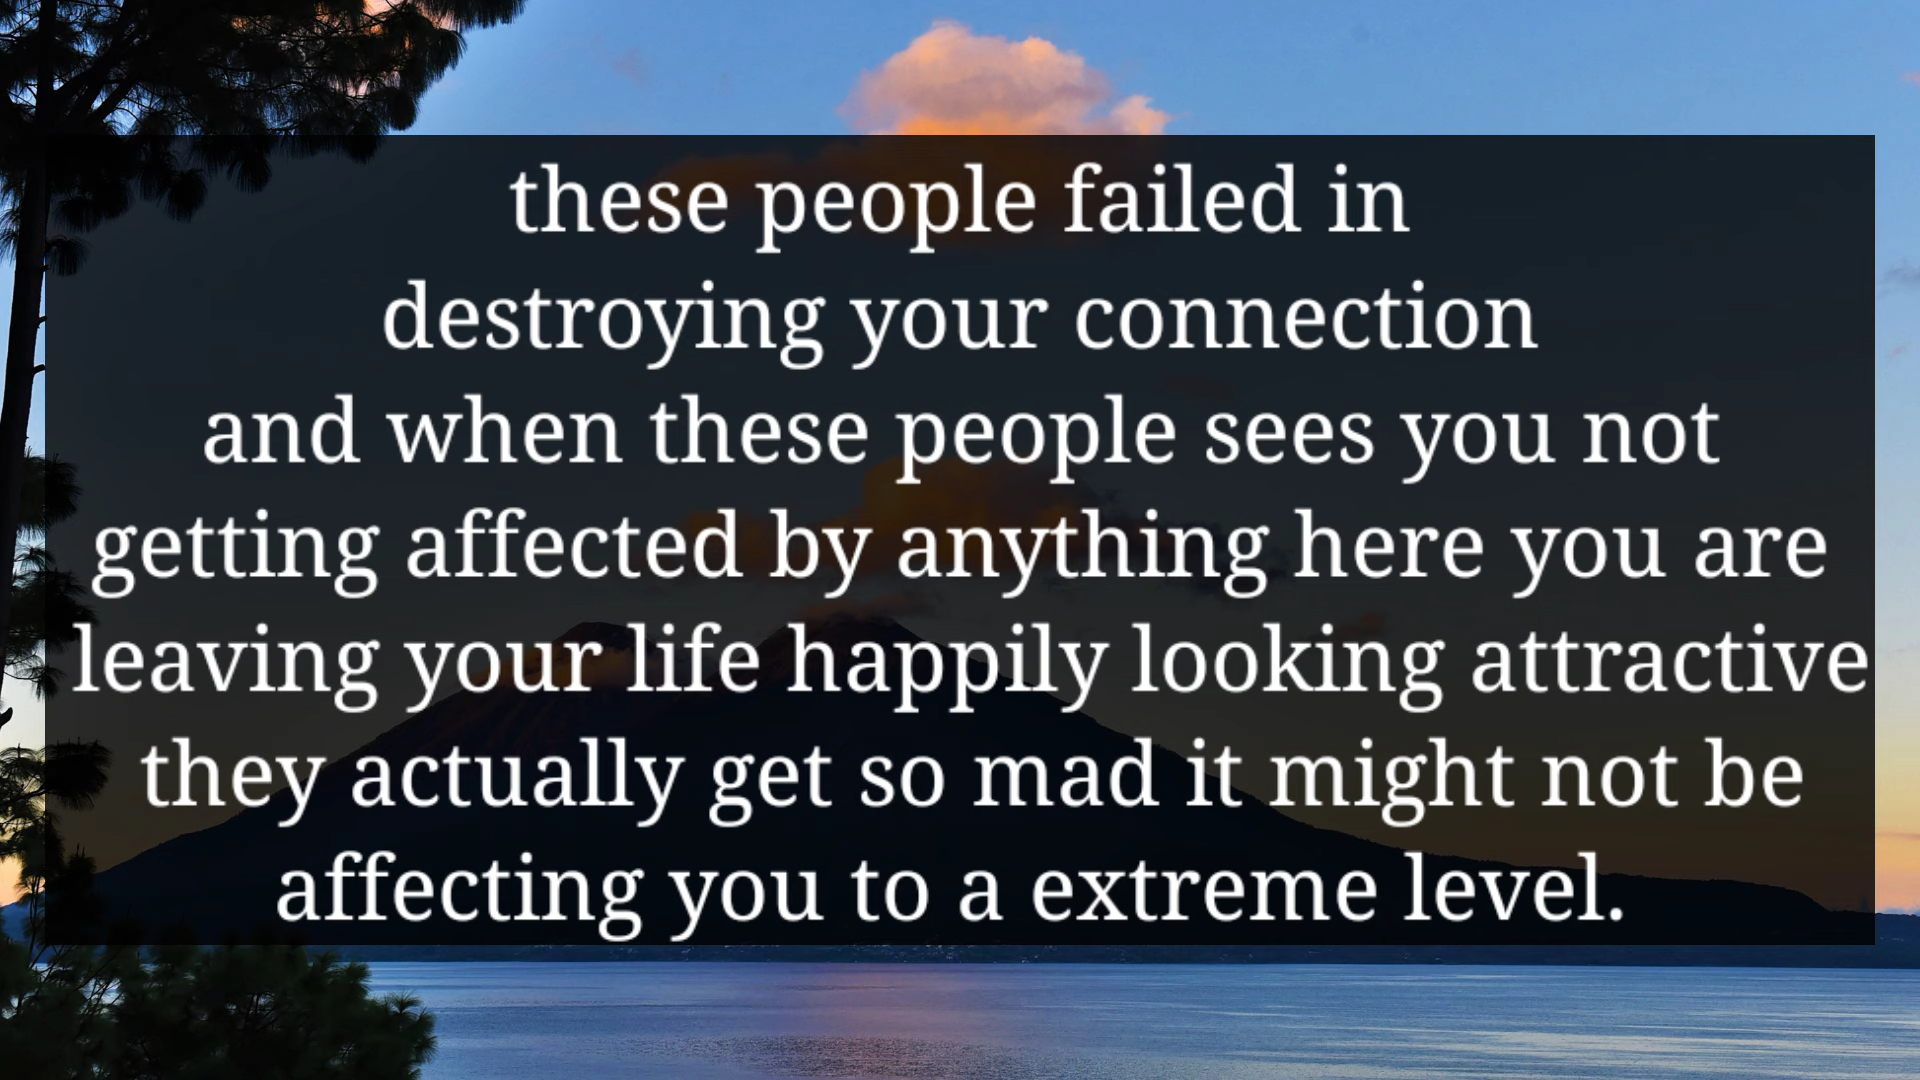 these people failed in
destroying your connection
and when these people sees you not
getting affected by anything here you are
leaving your life happily looking attractive
they actually get so mad it might not be
affecting you to a extreme level.